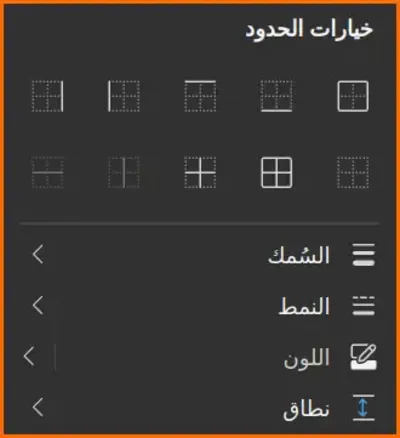 خيارات الحدود
السُمك
النمط
اللون
نطاق